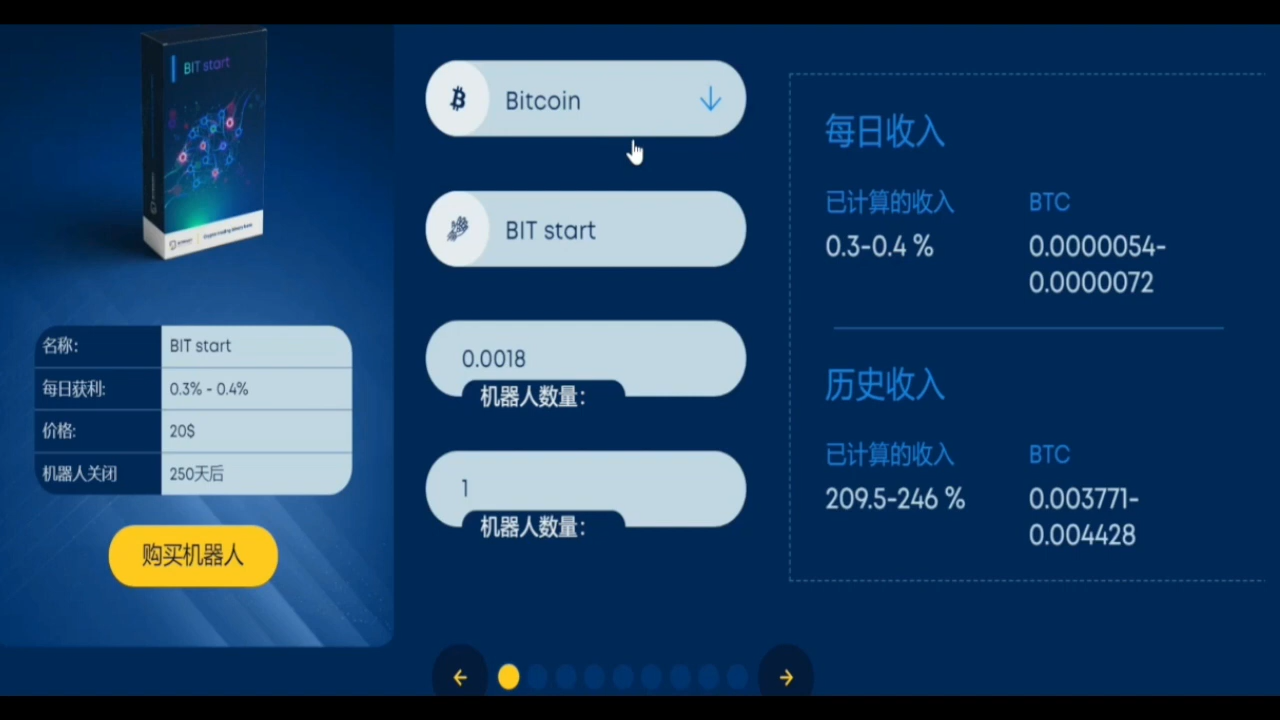 BIT start
名称:
BIT start
每日获利:
0.3% - 0.4%
价格:
20$
机器人关闭
250天后
购买机器人
Bitcoin
BIT start
0.0018
机器人数量:
1
机器人数量:
每日收入
已计算的收入
BTC
0.3-0.4 %
0.0000054-
0.0000072
历史收入
已计算的收入
BTC
209.5-246 %
0.003771-
0.004428